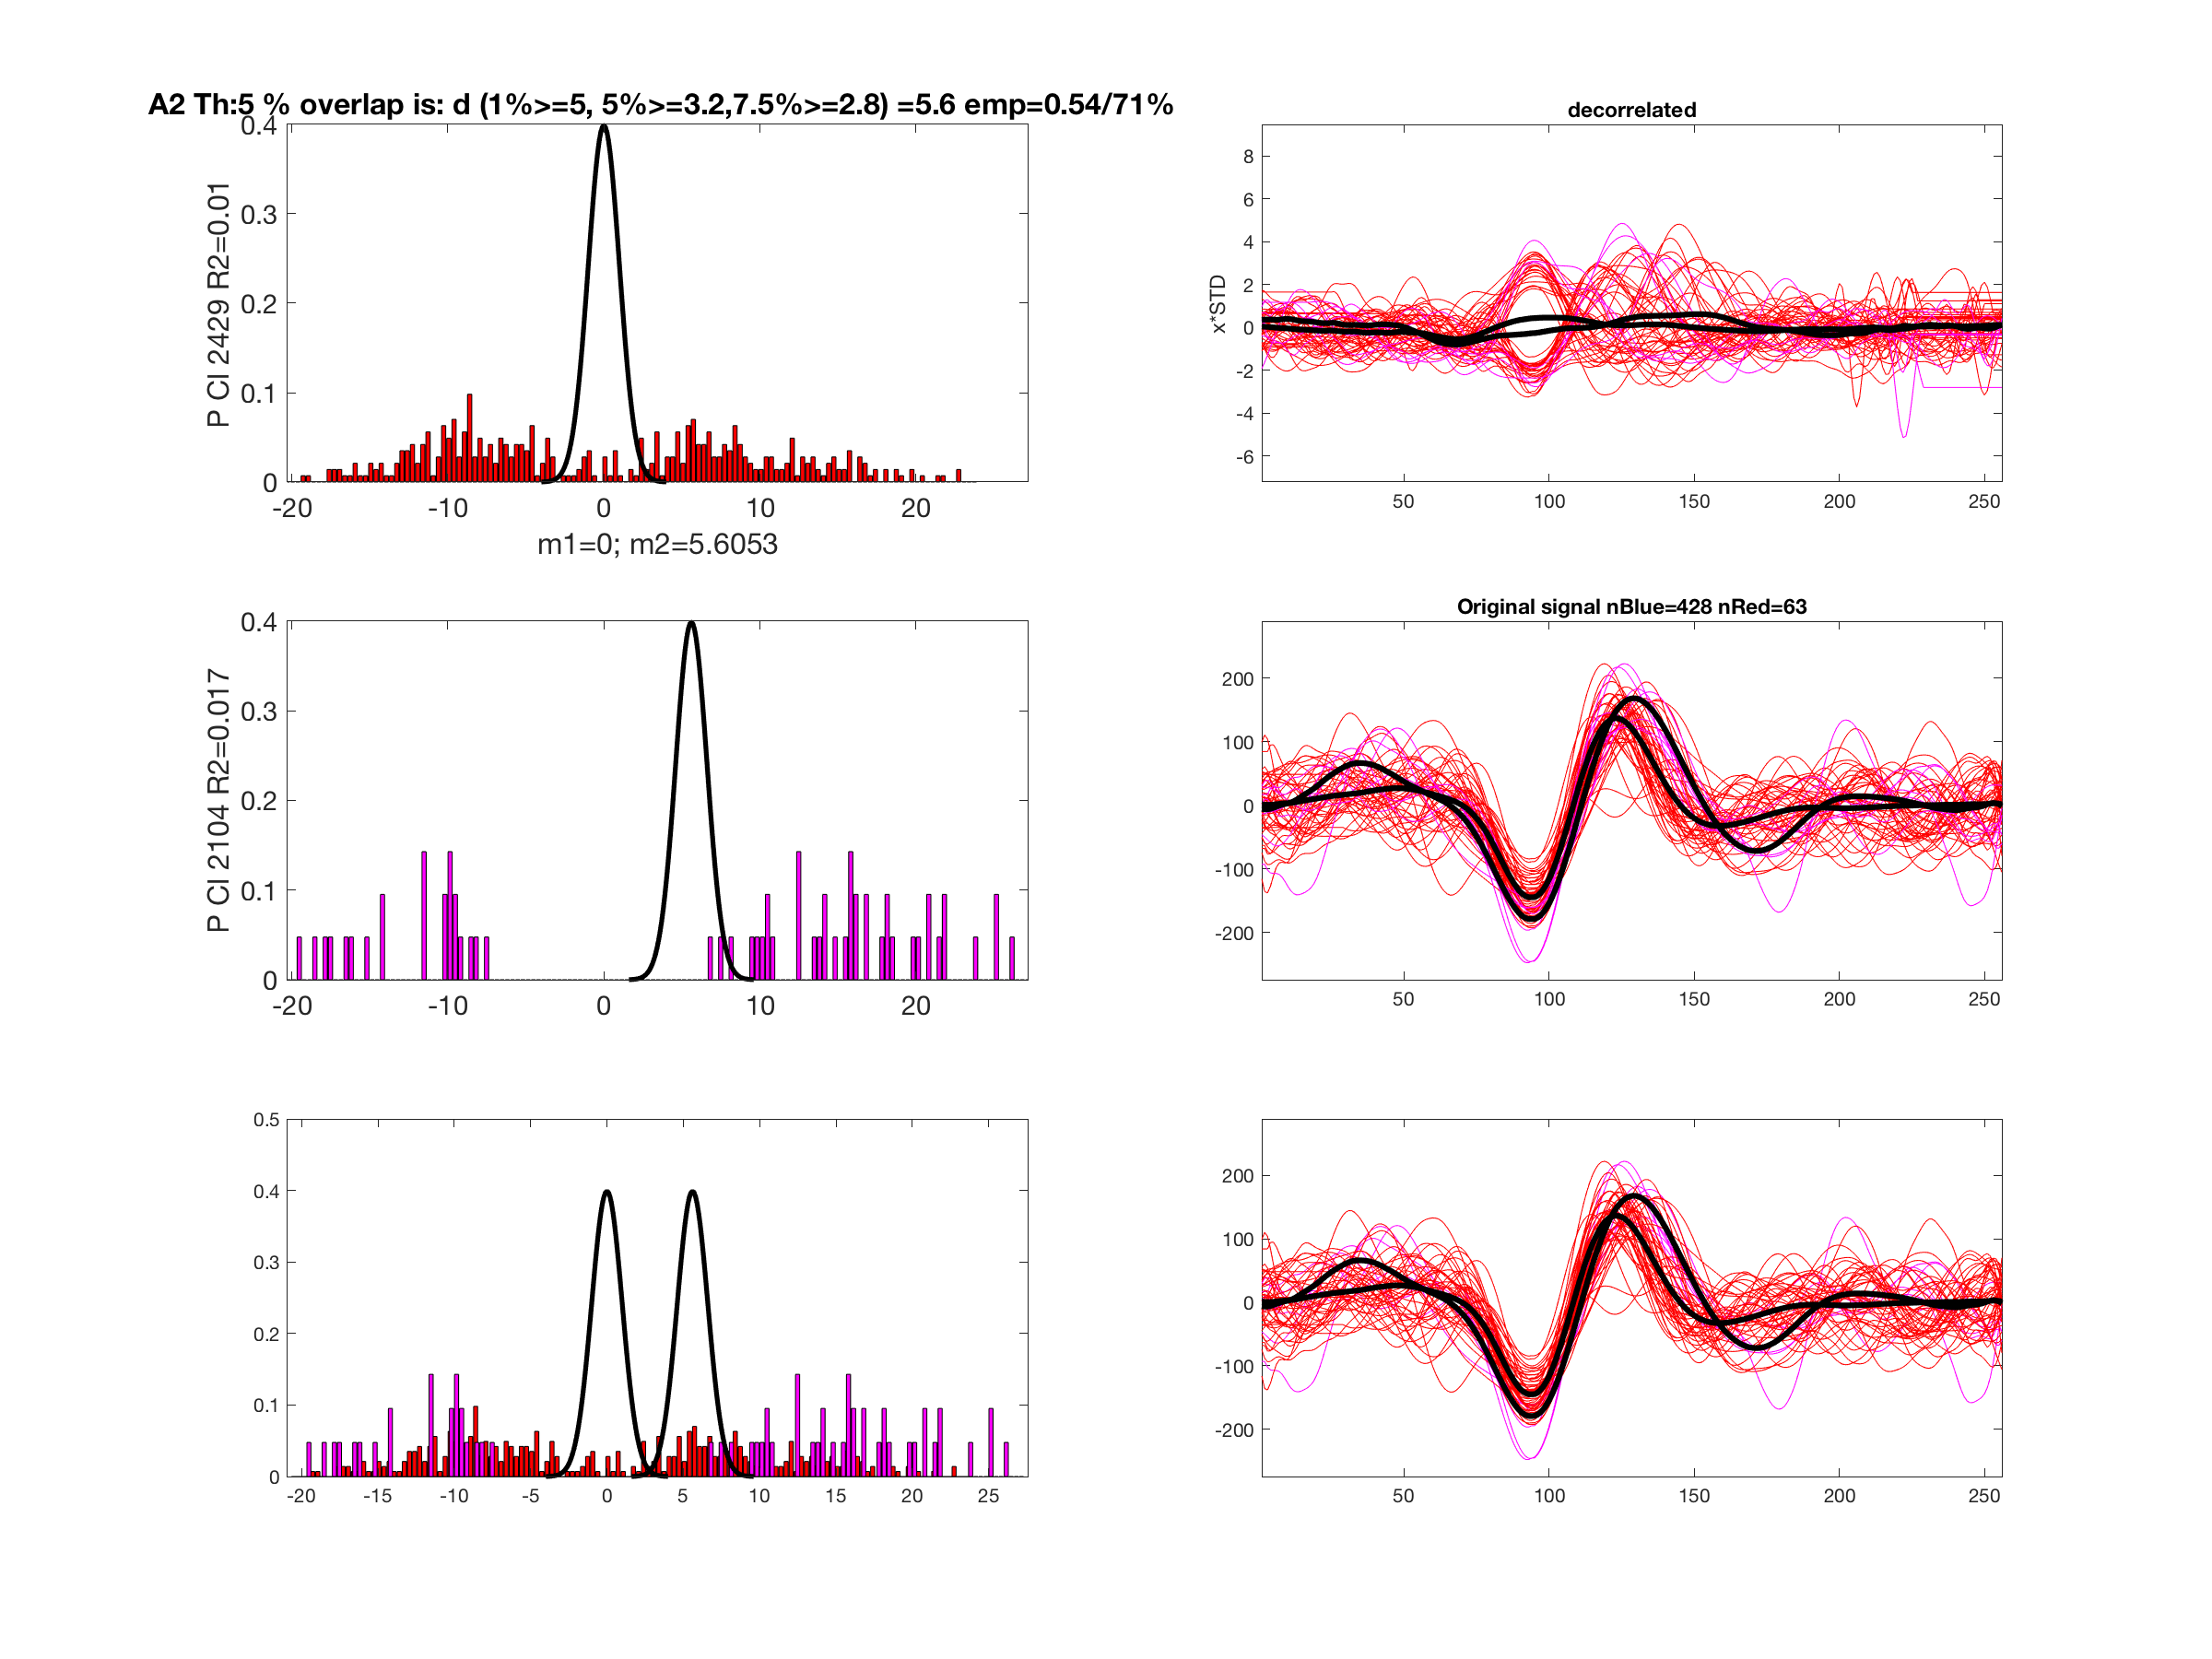 A2 Th:5 % overlap is: d (1%>=5, 5%>=3.2,7.5%>=2.8) =5.6 emp=0.54/71%
P Cl 2429 R2=0.01
0.4
0.3
0.2
0.1
0
-20 -10 0 10 20
m1=0; m2=5.6053
decorrelated
x*STD
8
6
4
2
0
-2
-4
-6
50 100 150 200 250
P Cl 2104 R2=0.017
0.4
0.3
0.2
0.1
0
-20 -10 0 10 20
Original signal nBlue=428 nRed=63
200
100
0
-100
-200
50 100 150 200 250
0.5
0.4
0.3
0.2
0.1
0
-20 -15 -10 -5 0 5 10 15 20 25
200
100
0
-100
-200
50 100 150 200 250